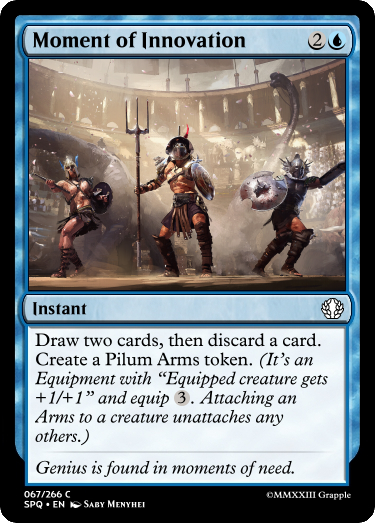 Moment of Innovation 2
Instant
Draw two cards, then discard a card.
Create a Pilum Arms token. (It's an
Equipment with “Equipped creature gets
+1/+1” and equip 3. Attaching an
Arms to a creature unattaches any
others.)
Genius is found in moments of need.
067/266 C
SPQ • EN Saby Menyhei
©MMXXIII Grapple